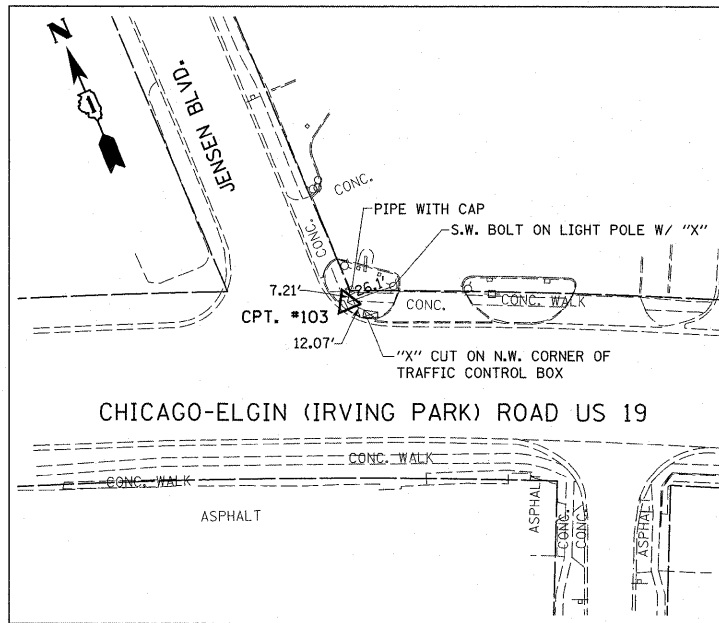 N
JENSEN BLVD.
CONC.
CONC.
PIPE WITH CAP
S.W. BOLT ON LIGHT POLE W/ "X"
26.1'
7.21'
CONC.
CONC. WALK
CPT. #103
12.07'
"X" CUT ON N.W. CORNER OF
TRAFFIC CONTROL BOX
CHICAGO-ELGIN (IRVING PARK) ROAD US 19
CONC. WALK
CONC. WALK
ASPHALT
ASPHALT
CONC.
CONC.
ASPHALT